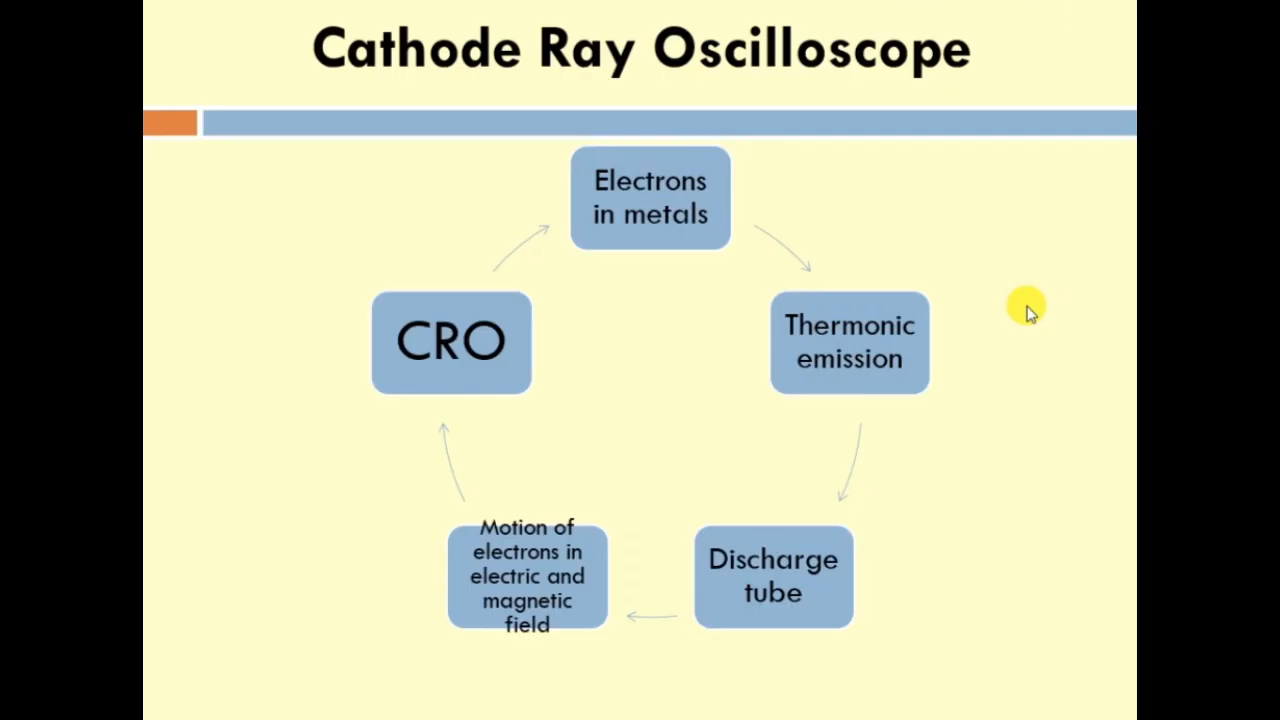 Cathode Ray Oscilloscope
Electrons
in metals
Thermonic
emission
Discharge
tube
Motion of
electrons in
electric and
magnetic
field
CRO